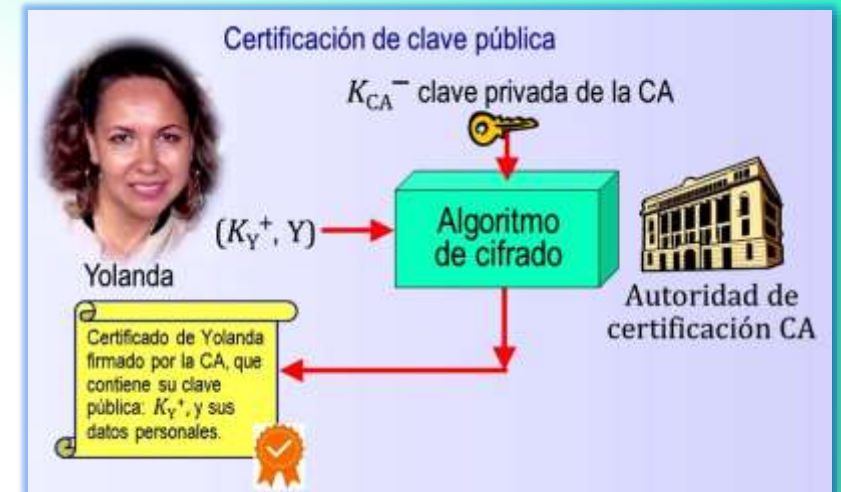 Certificación de clave pública
K_CA⁻ clave privada de la CA
(K_Y⁺, Y)
Algoritmo
de cifrado
Yolanda
Autoridad de
certificación CA
Certificado de Yolanda
firmado por la CA, que
contiene su clave
pública: K_Y⁺, y sus
datos personales.